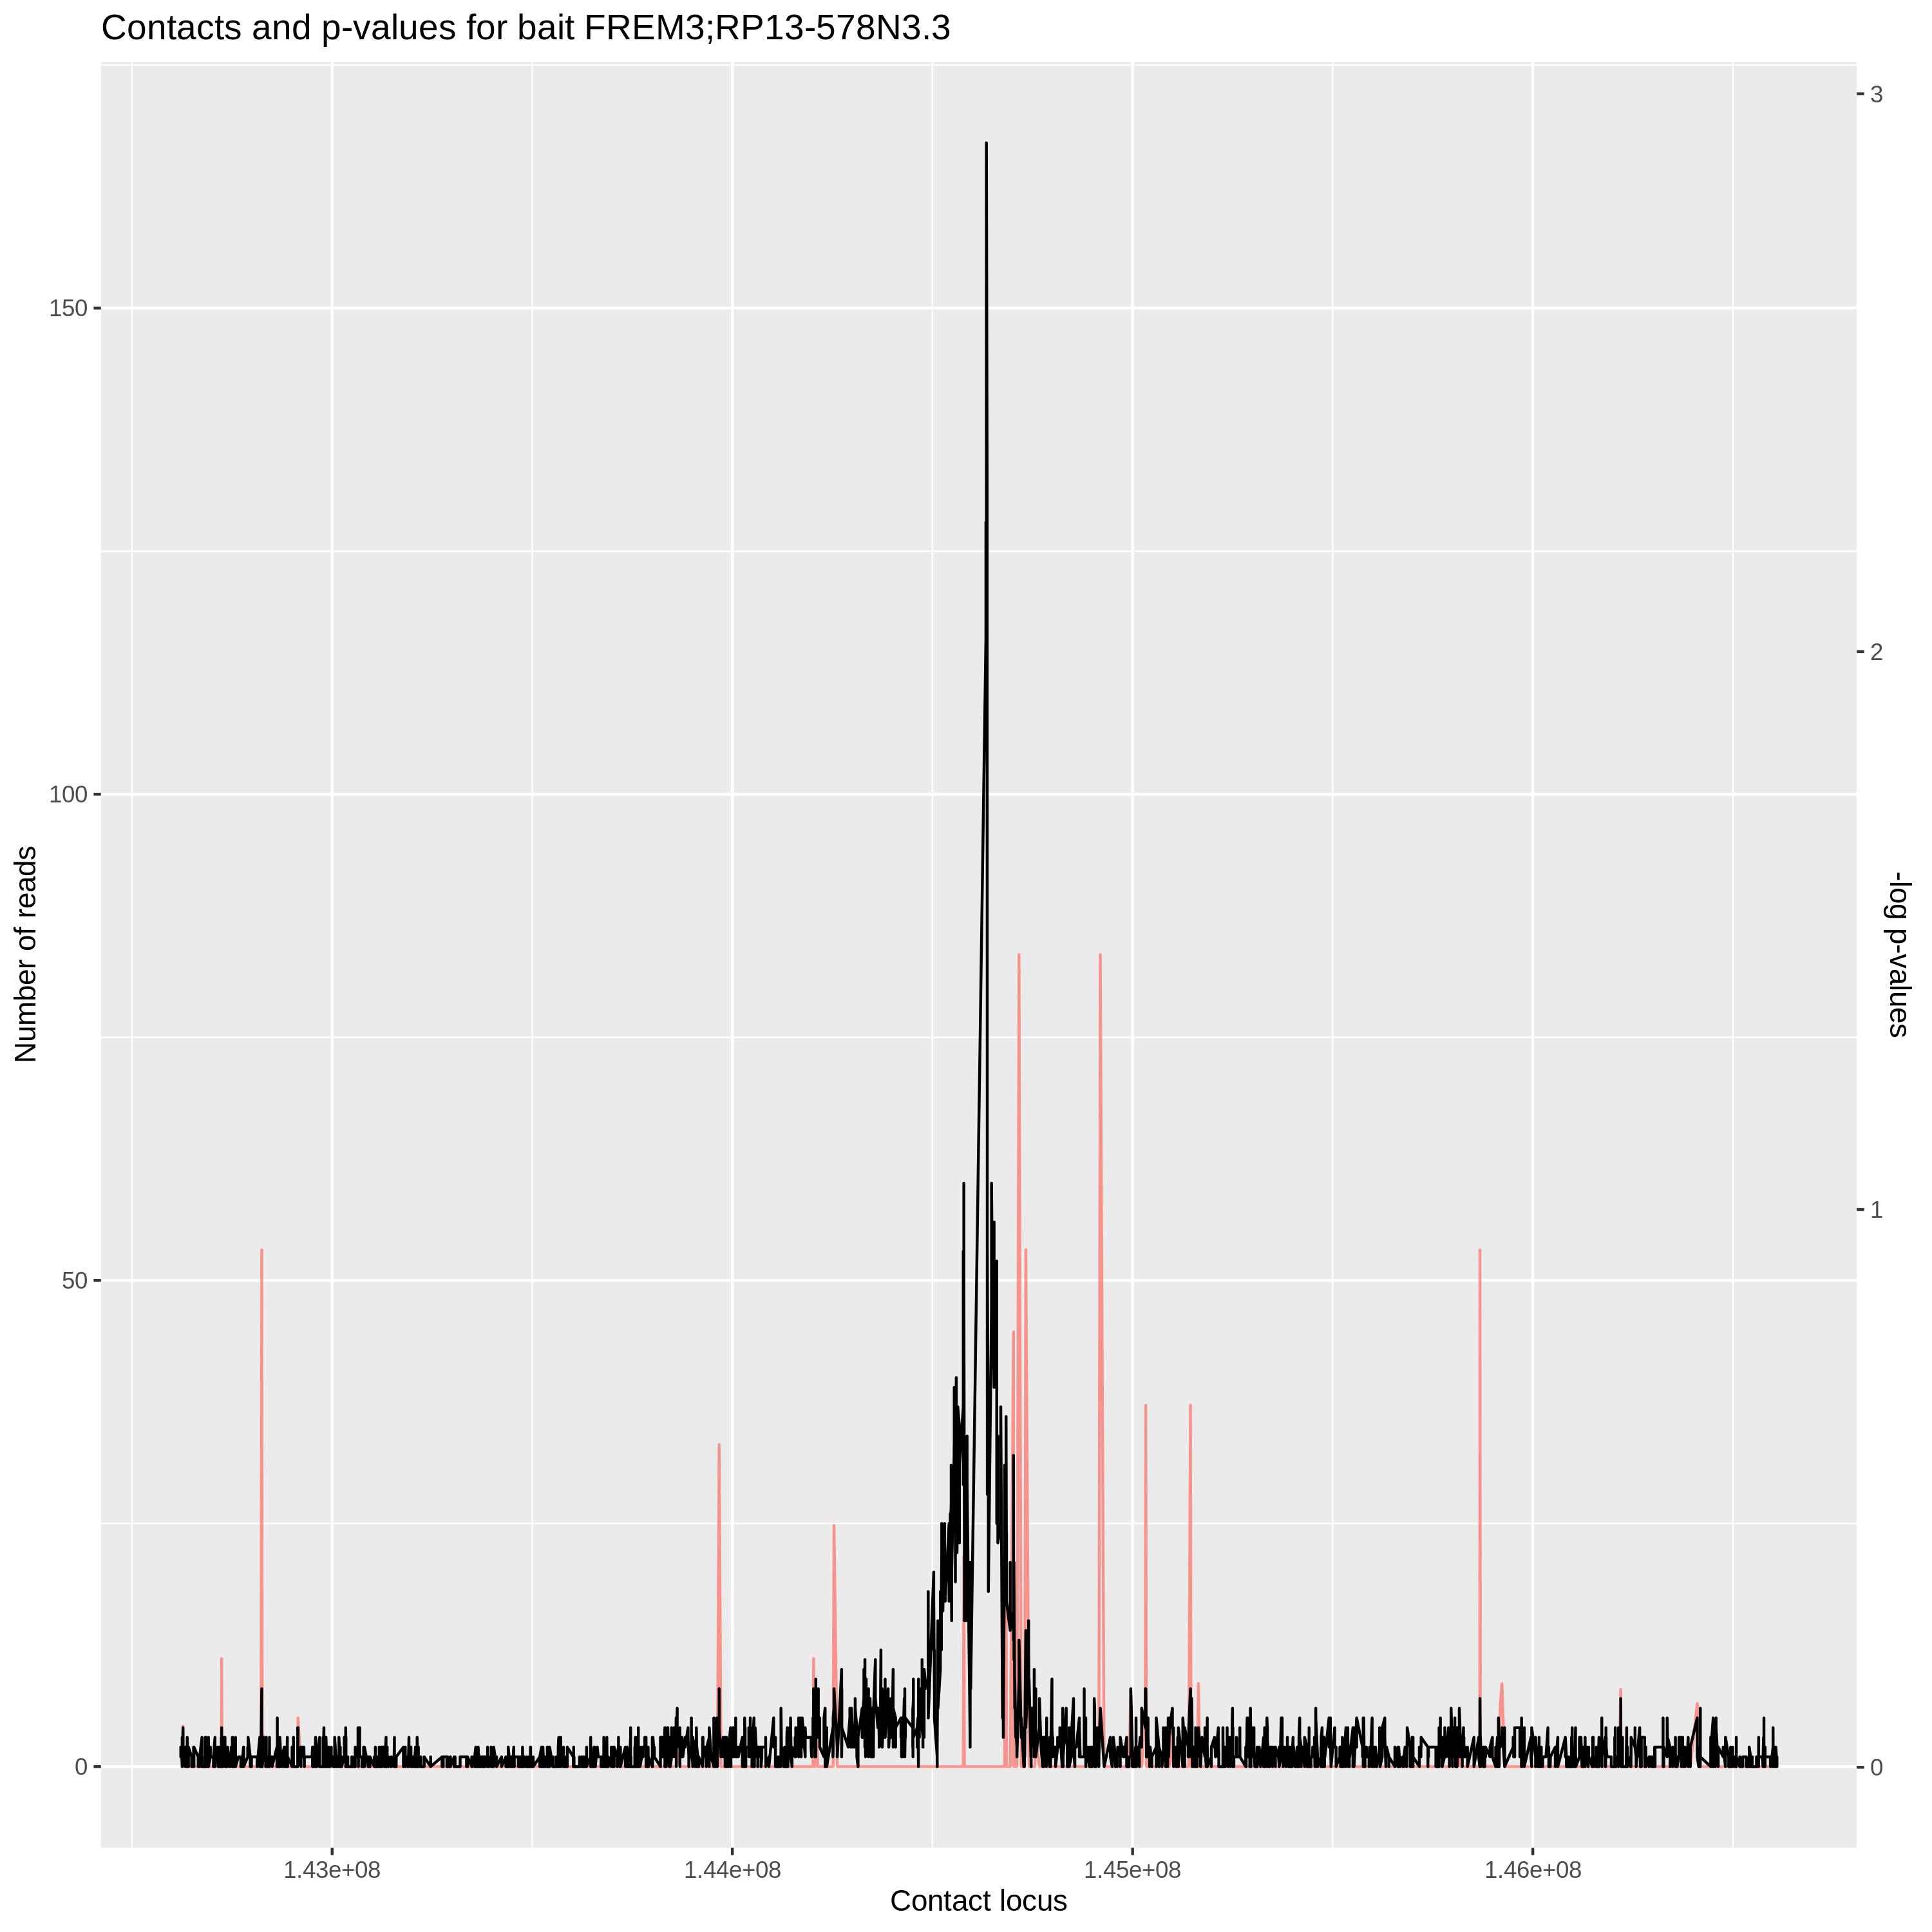 Contacts and p-values for bait FREM3;RP13-578N3.3
3
150
2
100
Number of reads
-log p-values
1
50
0
0
1.43e+08
1.44e+08
1.45e+08
1.46e+08
Contact locus